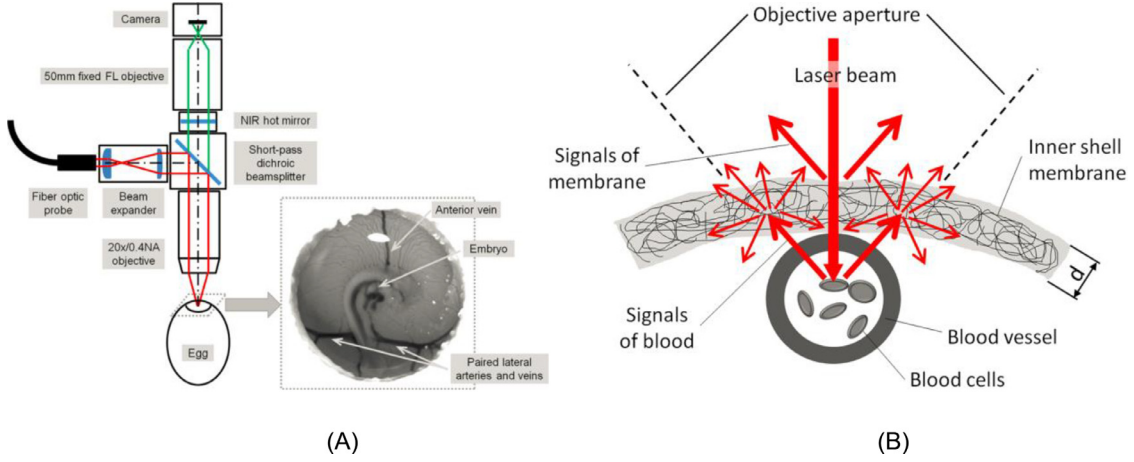 Camera
50mm fixed FL objective
NIR hot mirror
Short-pass
dichroic
beamsplitter
Fiber optic
probe
Beam
expander
20x/0.4NA
objective
Egg
Anterior vein
Embryo
Paired lateral
arteries and veins
(A)
Objective aperture
Laser beam
Signals of
membrane
Inner shell
membrane
d
Signals
of blood
Blood vessel
Blood cells
(B)